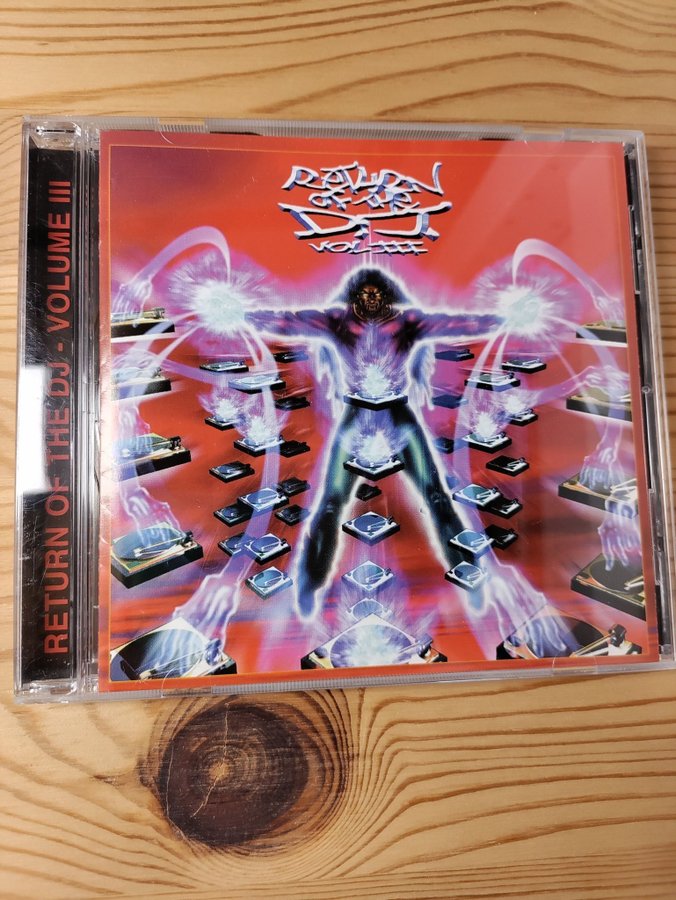 RETURN OF THE DJ - VOLUME III
RETURN
OF THE
DJ
VOL III